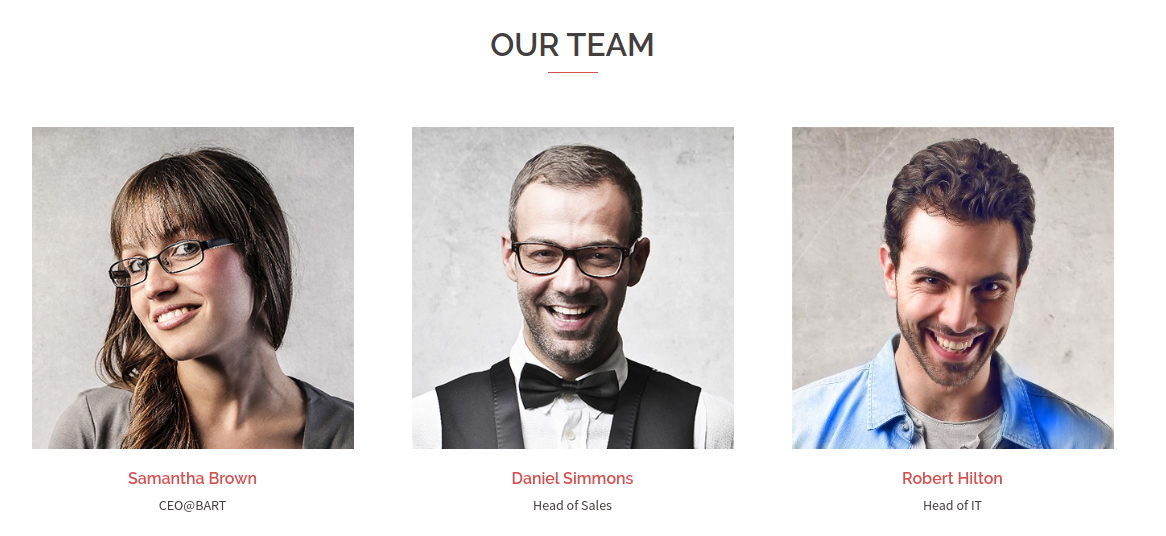 OUR TEAM
Samantha Brown
Daniel Simmons
Robert Hilton
CEO@BART
Head of Sales
Head of IT